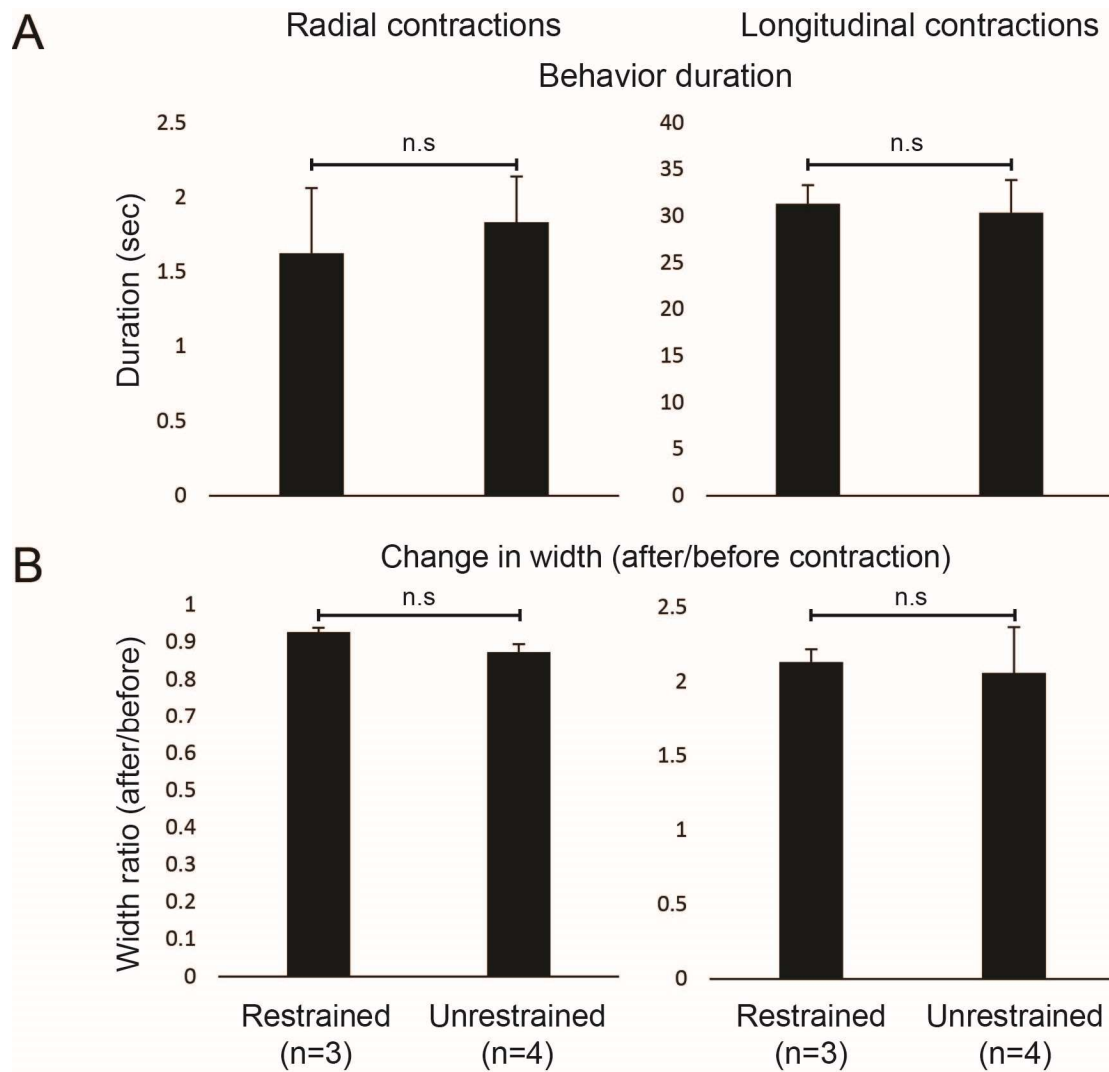 A
Radial contractions
Longitudinal contractions
Behavior duration
Duration (sec)
2.5
2
1.5
1
0.5
0
n.s
40
35
30
25
20
15
10
5
0
n.s
B
Change in width (after/before contraction)
Width ratio (after/before)
1
0.9
0.8
0.7
0.6
0.5
0.4
0.3
0.2
0.1
0
n.s
2.5
2
1.5
1
0.5
0
n.s
Restrained
(n=3)
Unrestrained
(n=4)
Restrained
(n=3)
Unrestrained
(n=4)